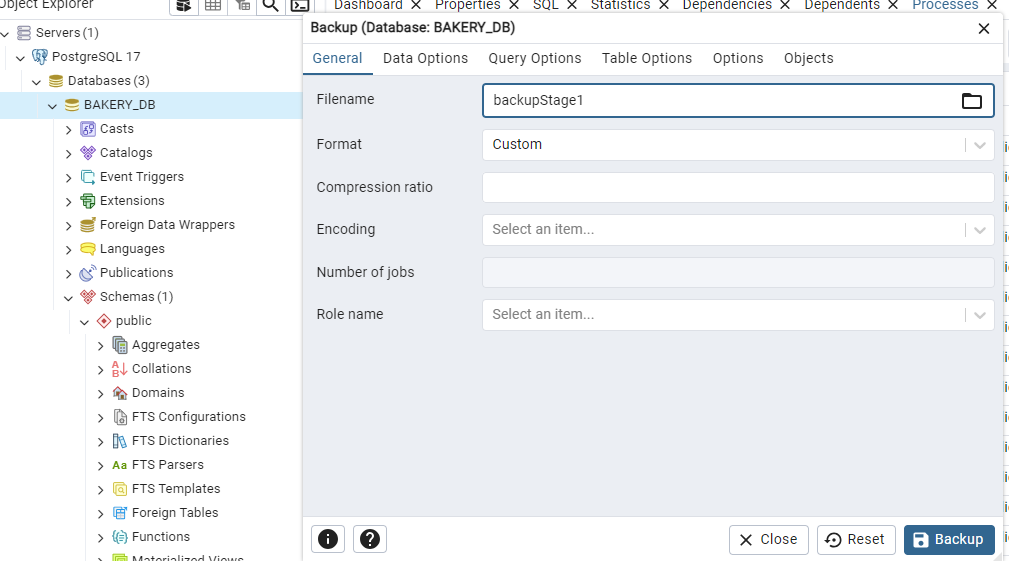 Object Explorer
Dashboard Properties SQL Statistics Dependencies Dependents Processes
Servers (1)
PostgreSQL 17
Databases (3)
BAKERY_DB
Casts
Catalogs
Event Triggers
Extensions
Foreign Data Wrappers
Languages
Publications
Schemas (1)
public
Aggregates
Collations
Domains
FTS Configurations
FTS Dictionaries
Aa FTS Parsers
FTS Templates
Foreign Tables
Functions
Materialized Views
Backup (Database: BAKERY_DB)
General Data Options Query Options Table Options Options Objects
Filename backupStage1
Format Custom
Compression ratio
Encoding Select an item...
Number of jobs
Role name Select an item...
Close Reset Backup